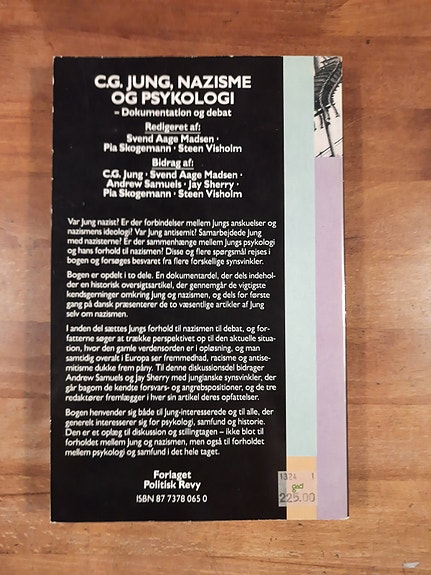 C.G. JUNG, NAZISME
OG PSYKOLOGI
– Dokumentation og debat
Redigeret af:
Svend Aage Madsen ·
Pia Skogemann · Steen Visholm
Bidrag af:
C.G. Jung · Svend Aage Madsen ·
Andrew Samuels · Jay Sherry ·
Pia Skogemann · Steen Visholm
Var Jung nazist? Er der forbindelser mellem Jungs anskuelser og
nazismens ideologi? Var Jung antisemit? Samarbejdede Jung
med nazisterne? Er der sammenhænge mellem Jungs psykologi
og hans forhold til nazismen? Disse og flere spørgsmål rejses i
bogen og forsøges besvaret fra flere forskellige synsvinkler.
Bogen er opdelt i to dele. En dokumentardel, der dels indehol-
der en historisk oversigtsartikel, der gennemgår de vigtigste
kendsgerninger omkring Jung og nazismen, og dels for første
gang på dansk præsenterer de to væsentlige artikler af Jung
selv om nazismen.
I anden del sættes Jungs forhold til nazismen til debat, og for-
fatterne søger at trække perspektivet op til den aktuelle situa-
tion, hvor den gamle verdensorden er i opløsning, og man
samtidig overalt i Europa ser fremmedhad, racisme og antise-
mitisme dukke frem påny. Til denne diskussionsdel bidrager
Andrew Samuels og Jay Sherry med jungianske synsvinkler, der
går bagom de kendte forsvars- og angrebspositioner, og de tre
redaktører fremlægger i hver sin artikel deres opfattelser.
Bogen henvender sig både til Jung-interesserede og til alle, der
generelt interesserer sig for psykologi, samfund og historie.
Den er et oplæg til diskussion og stillingtagen – ikke blot til
forholdet mellem Jung og nazismen, men også til forholdet
mellem psykologi og samfund i det hele taget.
Forlaget
Politisk Revy
ISBN 87 7378 065 0
1324 1
gad
225.00